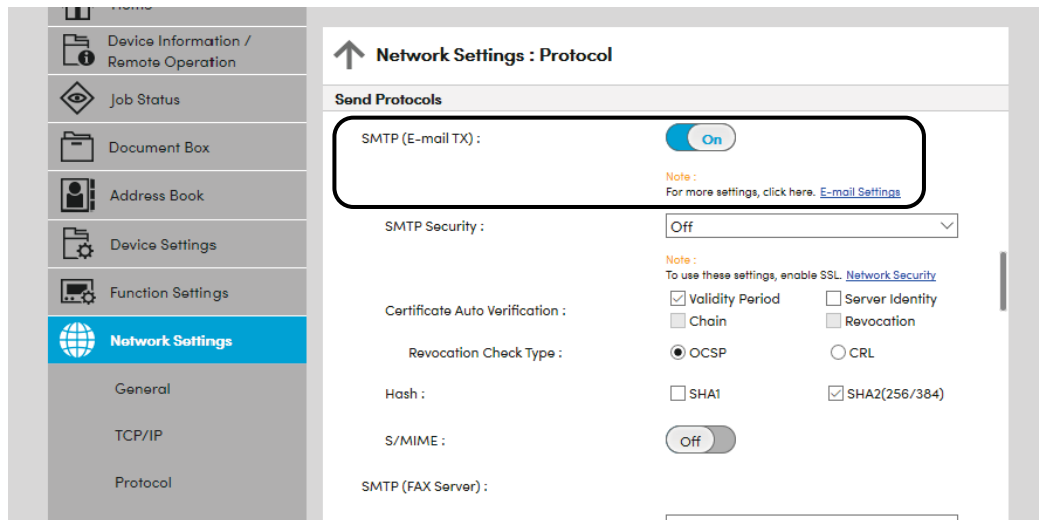 Home
Device Information /
Remote Operation
Job Status
Document Box
Address Book
Device Settings
Function Settings
Network Settings
General
TCP/IP
Protocol
Network Settings : Protocol
Send Protocols
SMTP (E-mail TX) :
On
Note :
For more settings, click here. E-mail Settings
SMTP Security :
Off
Note :
To use these settings, enable SSL. Network Security
Certificate Auto Verification :
Validity Period
Server Identity
Chain
Revocation
Revocation Check Type :
OCSP
CRL
Hash :
SHA1
SHA2(256/384)
S/MIME :
Off
SMTP (FAX Server) :